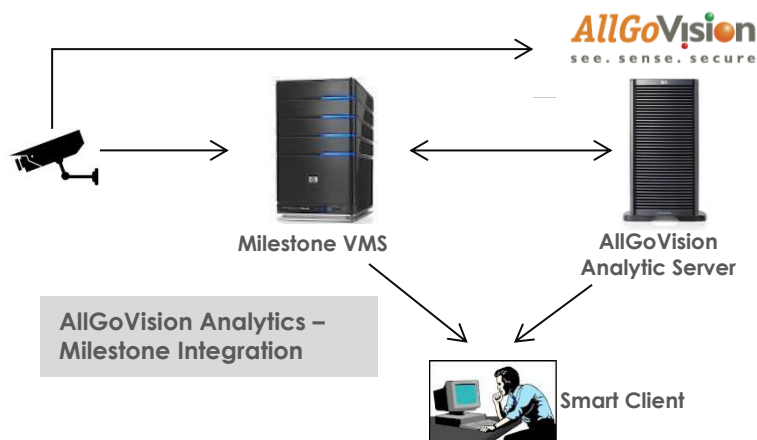 AllGoVision
see. sense. secure
Milestone VMS
AllGoVision
Analytic Server
AllGoVision Analytics –
Milestone Integration
Smart Client